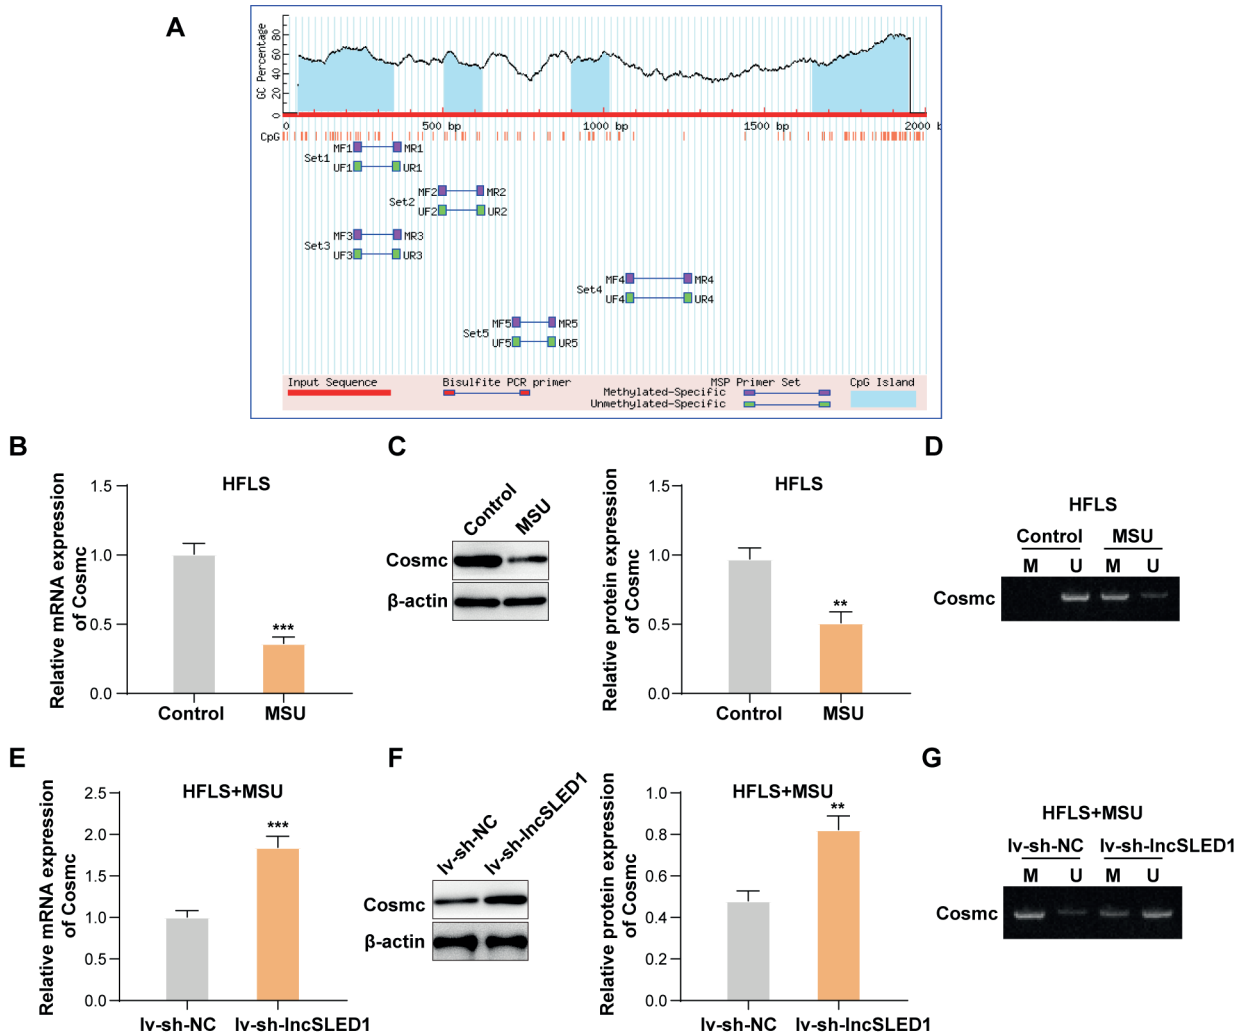 A
GC Percentage
80
60
40
20
0
0 500 bp 1000 bp 1500 bp 2000 b
CpG
MF1 MR1
Set1
UF1 UR1
MF2 MR2
Set2
UF2 UR2
MF3 MR3
Set3
UF3 UR3
MF4 MR4
Set4
UF4 UR4
MF5 MR5
Set5
UF5 UR5
Input Sequence Bisulfite PCR primer MSP Primer Set CpG Island
Methylated-Specific
Unmethylated-Specific
B
HFLS
Relative mRNA expression
of Cosmc
1.5
1.0
0.5
0.0
***
Control MSU
C
Control MSU
Cosmc
β-actin
HFLS
Relative protein expression
of Cosmc
1.5
1.0
0.5
0.0
**
Control MSU
D
HFLS
Control MSU
M U M U
Cosmc
E
HFLS+MSU
Relative mRNA expression
of Cosmc
2.5
2.0
1.5
1.0
0.5
0.0
***
lv-sh-NC lv-sh-lncSLED1
F
lv-sh-NC lv-sh-lncSLED1
Cosmc
β-actin
HFLS+MSU
Relative protein expression
of Cosmc
1.0
0.8
0.6
0.4
0.2
0.0
**
lv-sh-NC lv-sh-lncSLED1
G
HFLS+MSU
lv-sh-NC lv-sh-lncSLED1
M U M U
Cosmc